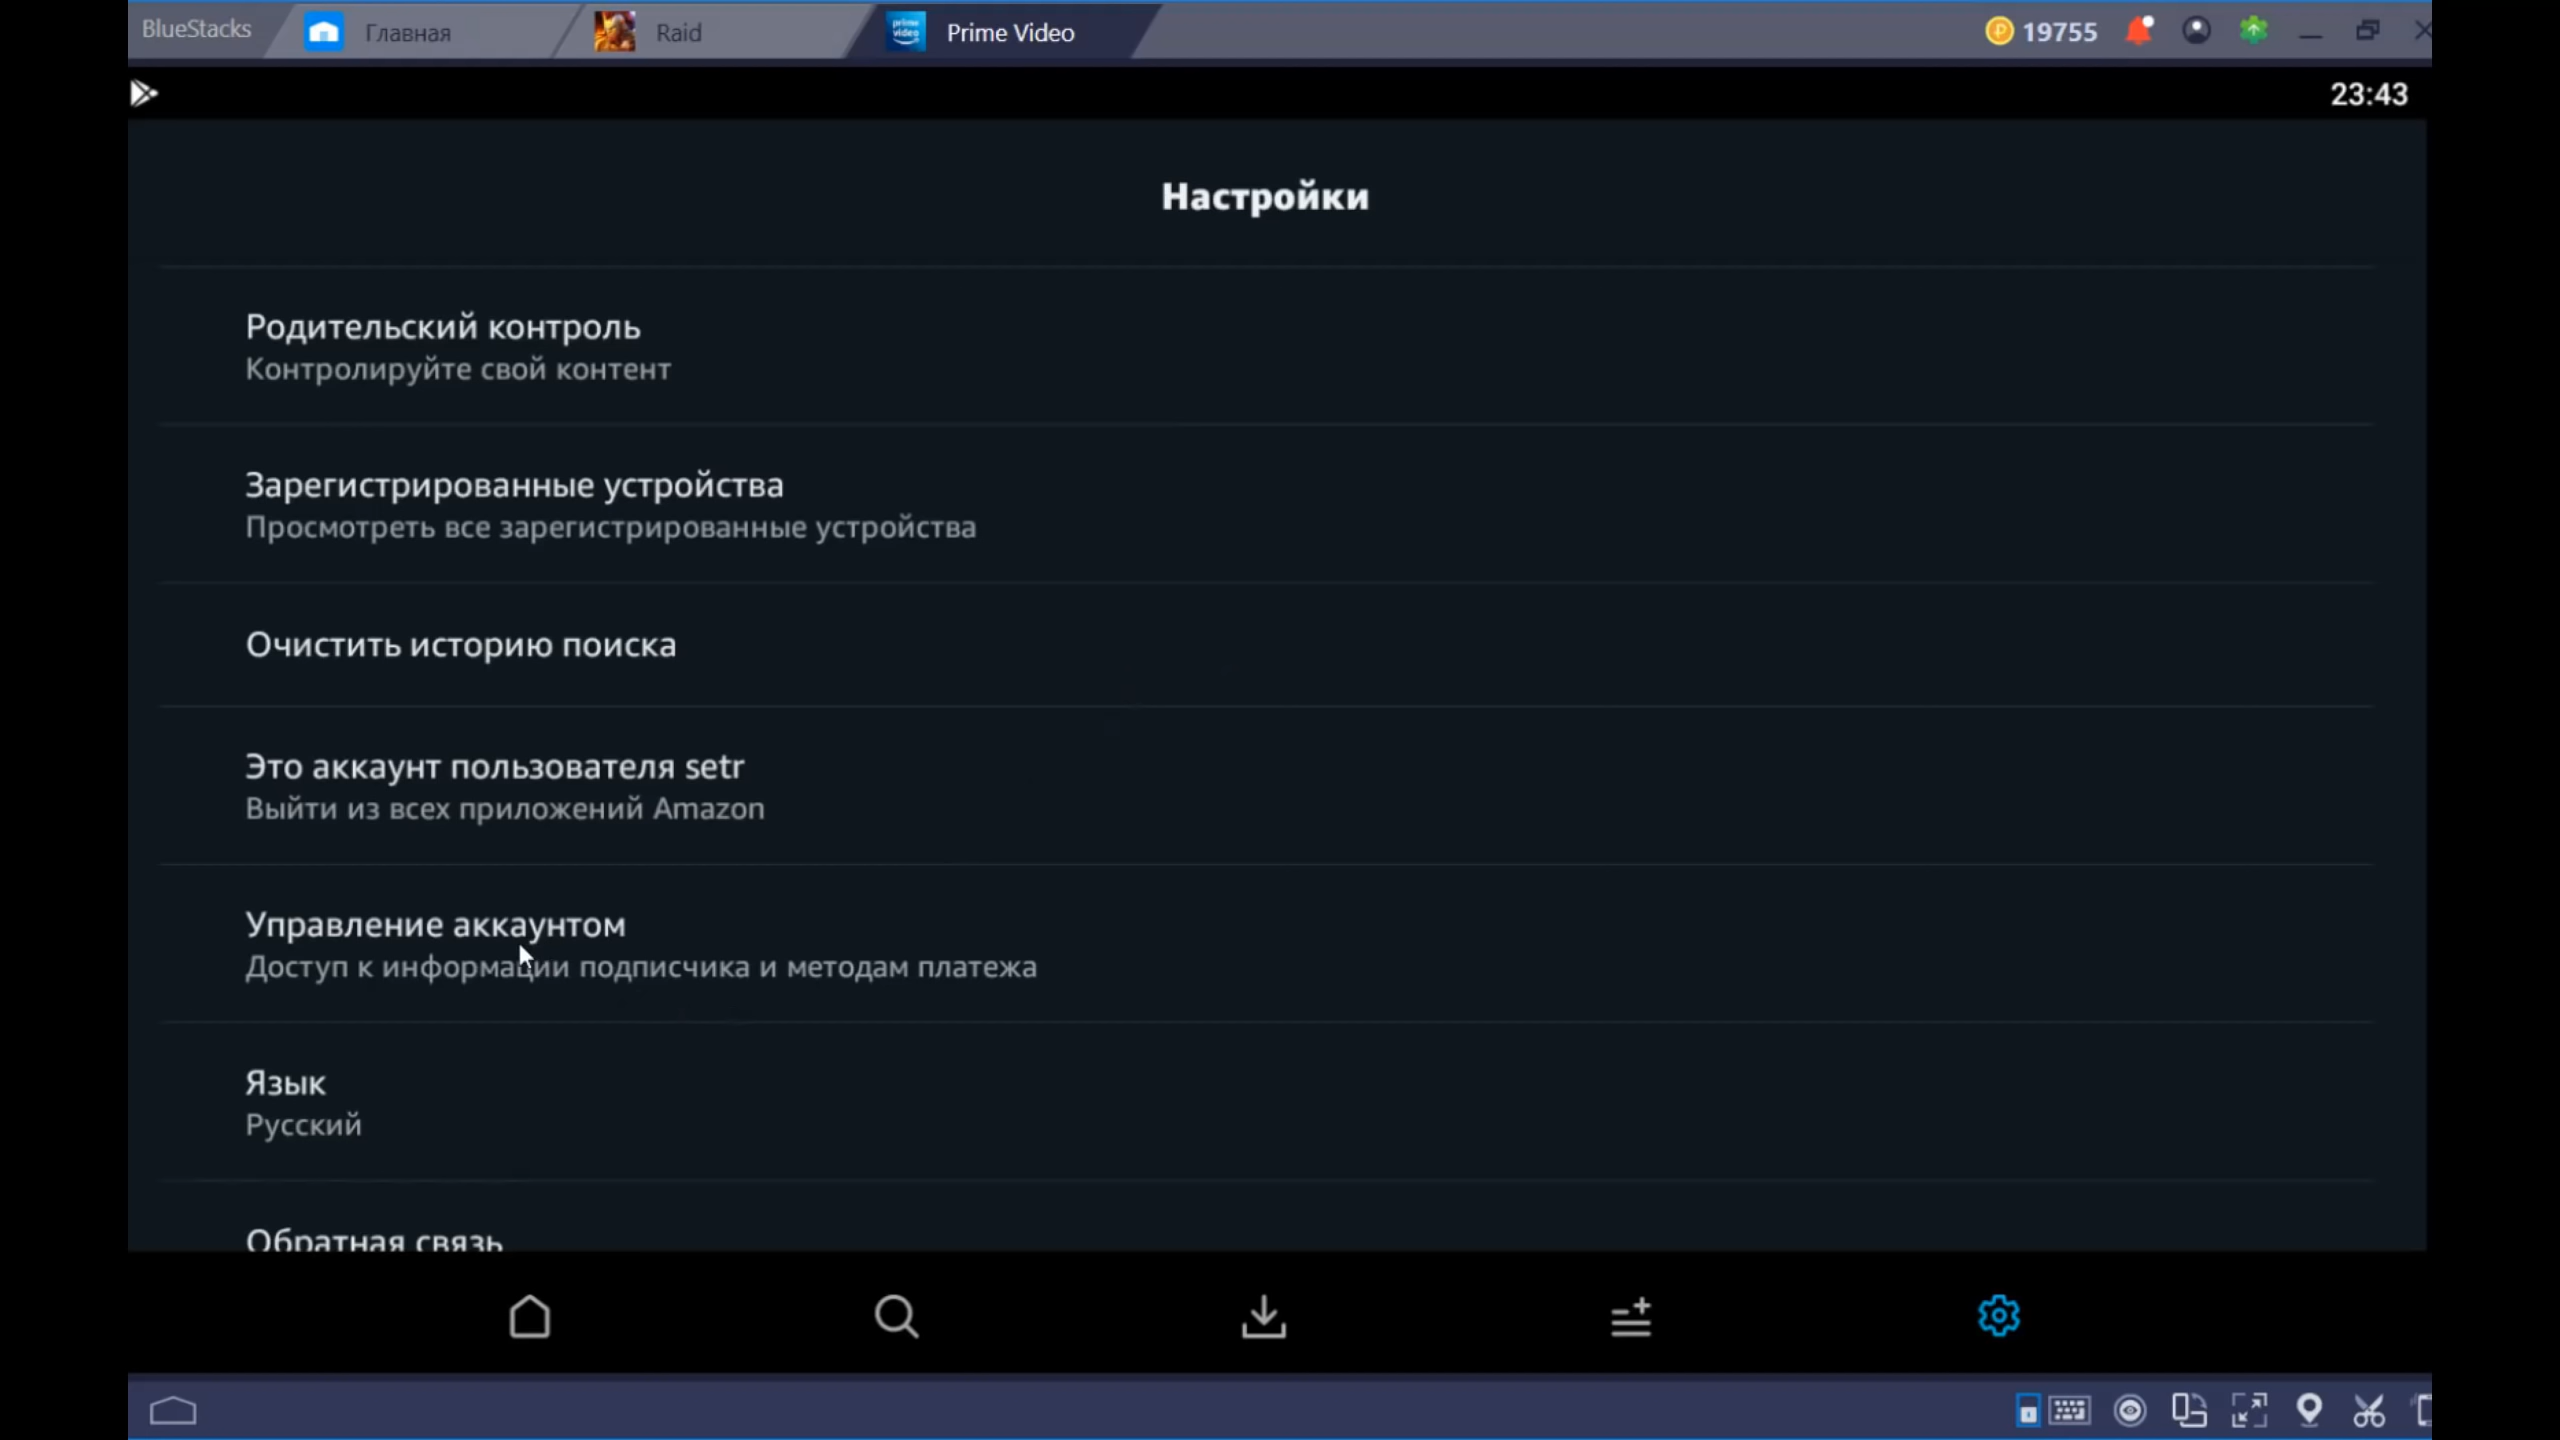 BlueStacks
Главная
Raid
prime video
Prime Video
19755
23:43
Настройки
Родительский контроль
Контролируйте свой контент
Зарегистрированные устройства
Просмотреть все зарегистрированные устройства
Очистить историю поиска
Это аккаунт пользователя setr
Выйти из всех приложений Amazon
Управление аккаунтом
Доступ к информации подписчика и методам платежа
Язык
Русский
Обратная связь